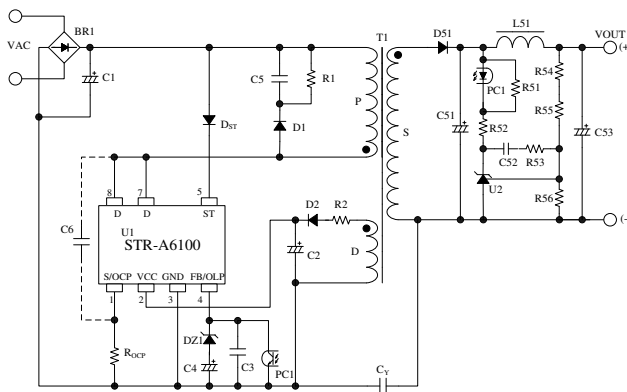 BR1
VAC
C1
C5
R1
D1
DST
T1
P
S
D51
L51
VOUT
(+
PC1
R51
R54
R55
C51
R52
C53
C52
R53
U2
R56
(-
8
7
5
D
D
ST
U1
STR-A6100
S/OCP
VCC
GND
FB/OLP
1
2
3
4
C6
D2
R2
C2
D
ROCP
DZ1
C4
C3
PC1
CY